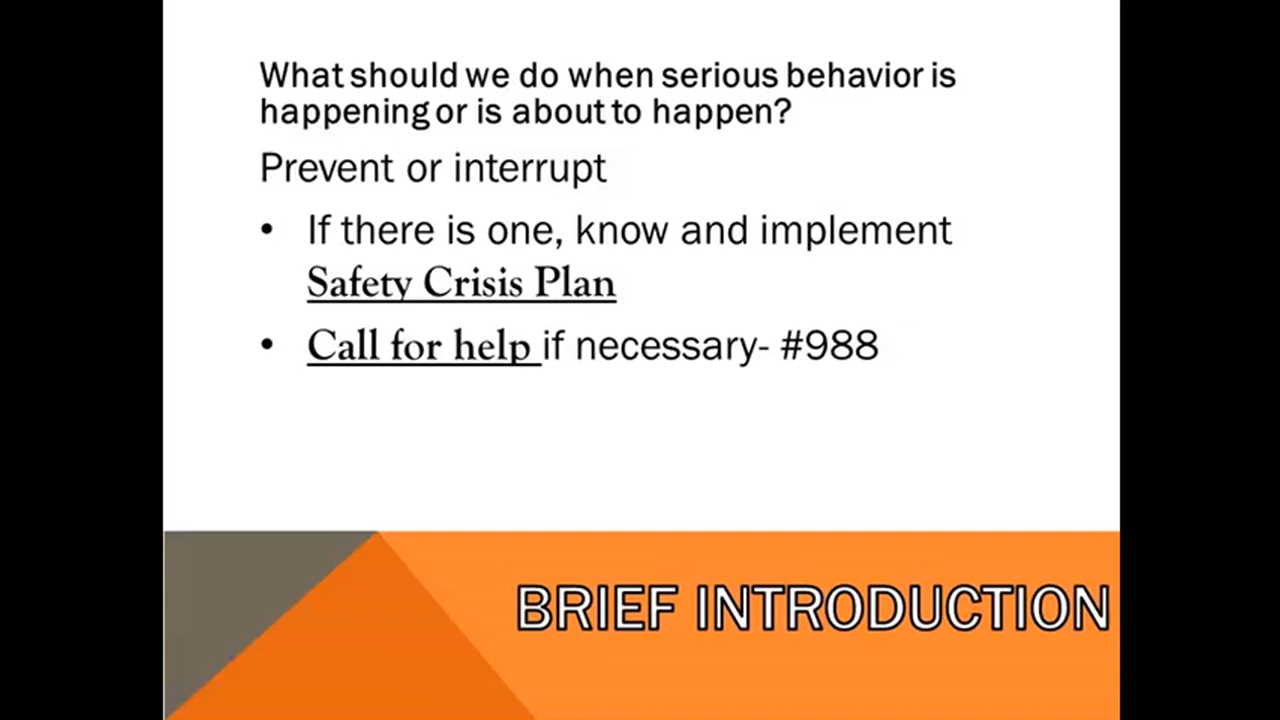 What should we do when serious behavior is
happening or is about to happen?
Prevent or interrupt
• If there is one, know and implement
Safety Crisis Plan
• Call for help if necessary- #988
BRIEF INTRODUCTION